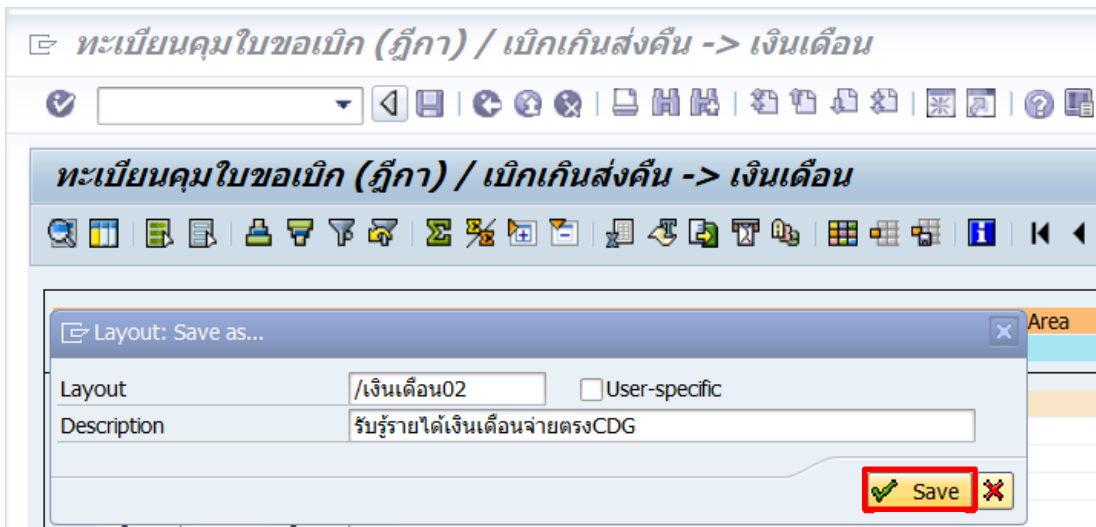 ทะเบียนคุมใบขอเบิก (ฎีกา) / เบิกเกินส่งคืน -> เงินเดือน
ทะเบียนคุมใบขอเบิก (ฎีกา) / เบิกเกินส่งคืน -> เงินเดือน
Area
Layout: Save as...
Layout /เงินเดือน02 User-specific
Description รับรู้รายได้เงินเดือนจ่ายตรงCDG
Save